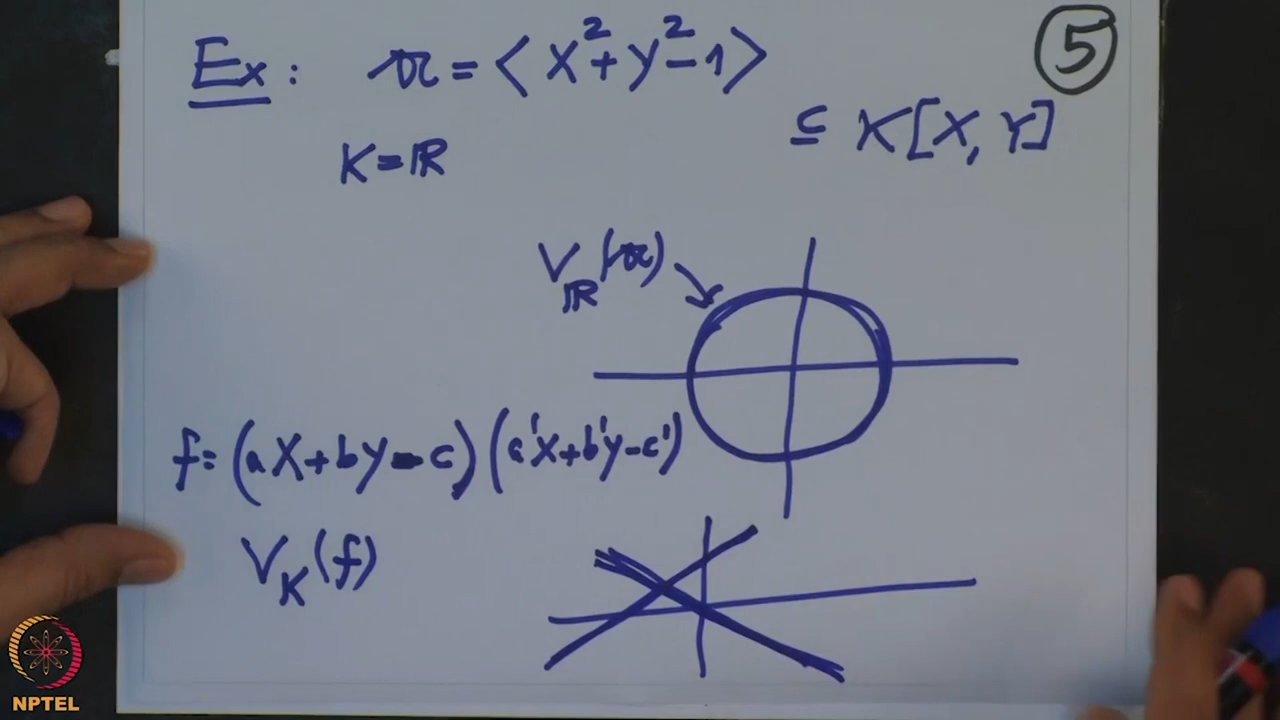 Ex: 𝔞 = ⟨X²+Y²-1⟩
⑤
⊆ K[X, Y]
K = ℝ
V_ℝ(𝔞)
f = (aX+bY-c)(a'X+b'Y-c')
V_K(f)
NPTEL